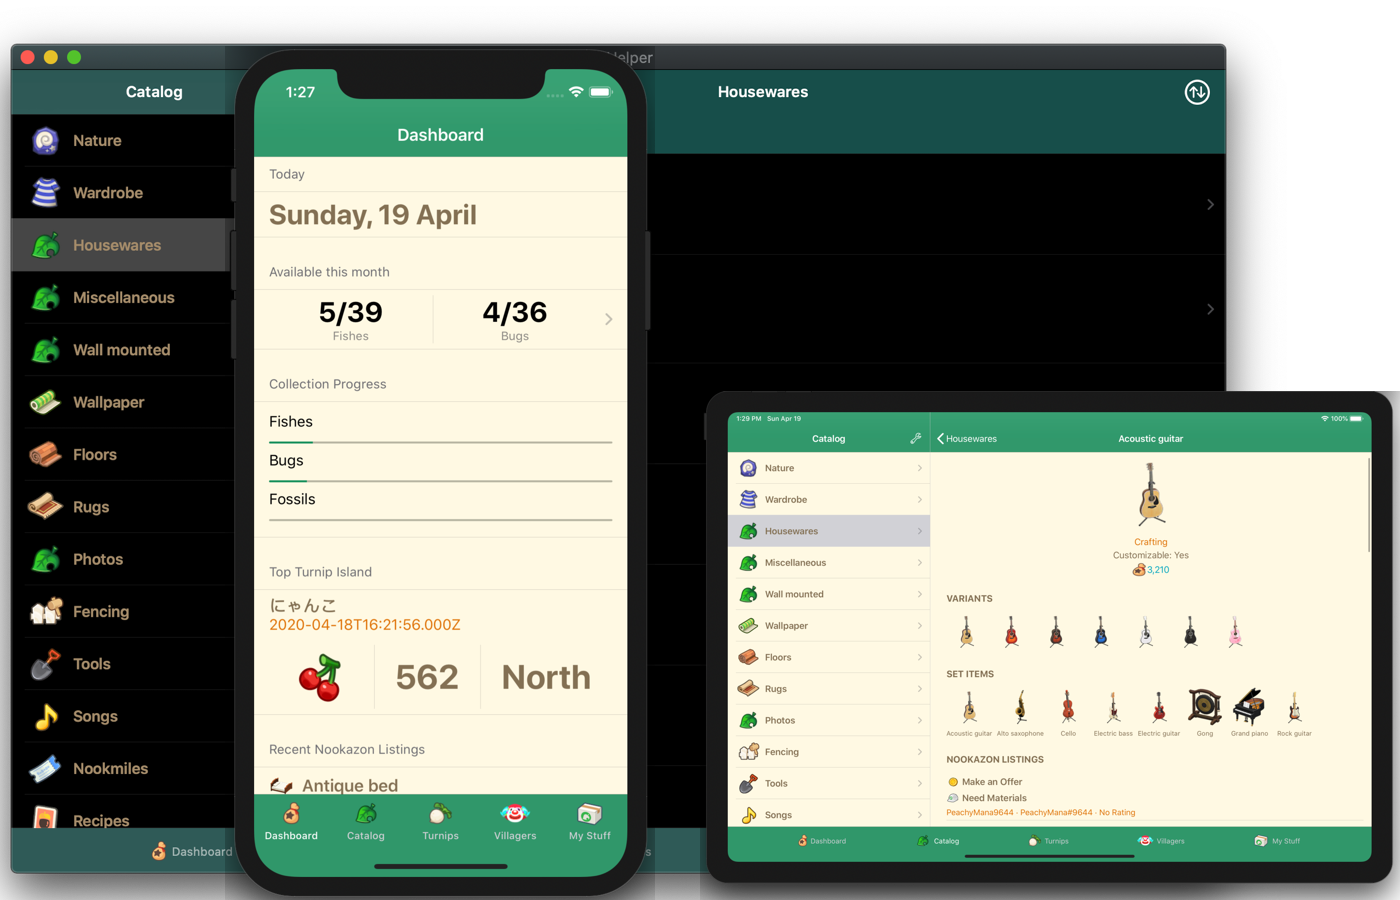 Helper
Catalog
Housewares
Nature
Wardrobe
Housewares
Miscellaneous
Wall mounted
Wallpaper
Floors
Rugs
Photos
Fencing
Tools
Songs
Nookmiles
Recipes
Dashboard
1:27
Dashboard
Today
Sunday, 19 April
Available this month
5/39
Fishes
4/36
Bugs
Collection Progress
Fishes
Bugs
Fossils
Top Turnip Island
にゃんこ
2020-04-18T16:21:56.000Z
562
North
Recent Nookazon Listings
Antique bed
Dashboard
Catalog
Turnips
Villagers
My Stuff
1:29 PM Sun Apr 19
100%
Catalog
Housewares
Acoustic guitar
Nature
Wardrobe
Housewares
Miscellaneous
Wall mounted
Wallpaper
Floors
Rugs
Photos
Fencing
Tools
Songs
Crafting
Customizable: Yes
3,210
VARIANTS
SET ITEMS
Acoustic guitar
Alto saxophone
Cello
Electric bass
Electric guitar
Gong
Grand piano
Rock guitar
NOOKAZON LISTINGS
Make an Offer
Need Materials
PeachyMana9644 · PeachyMana#9644 · No Rating
Dashboard
Catalog
Turnips
Villagers
My Stuff